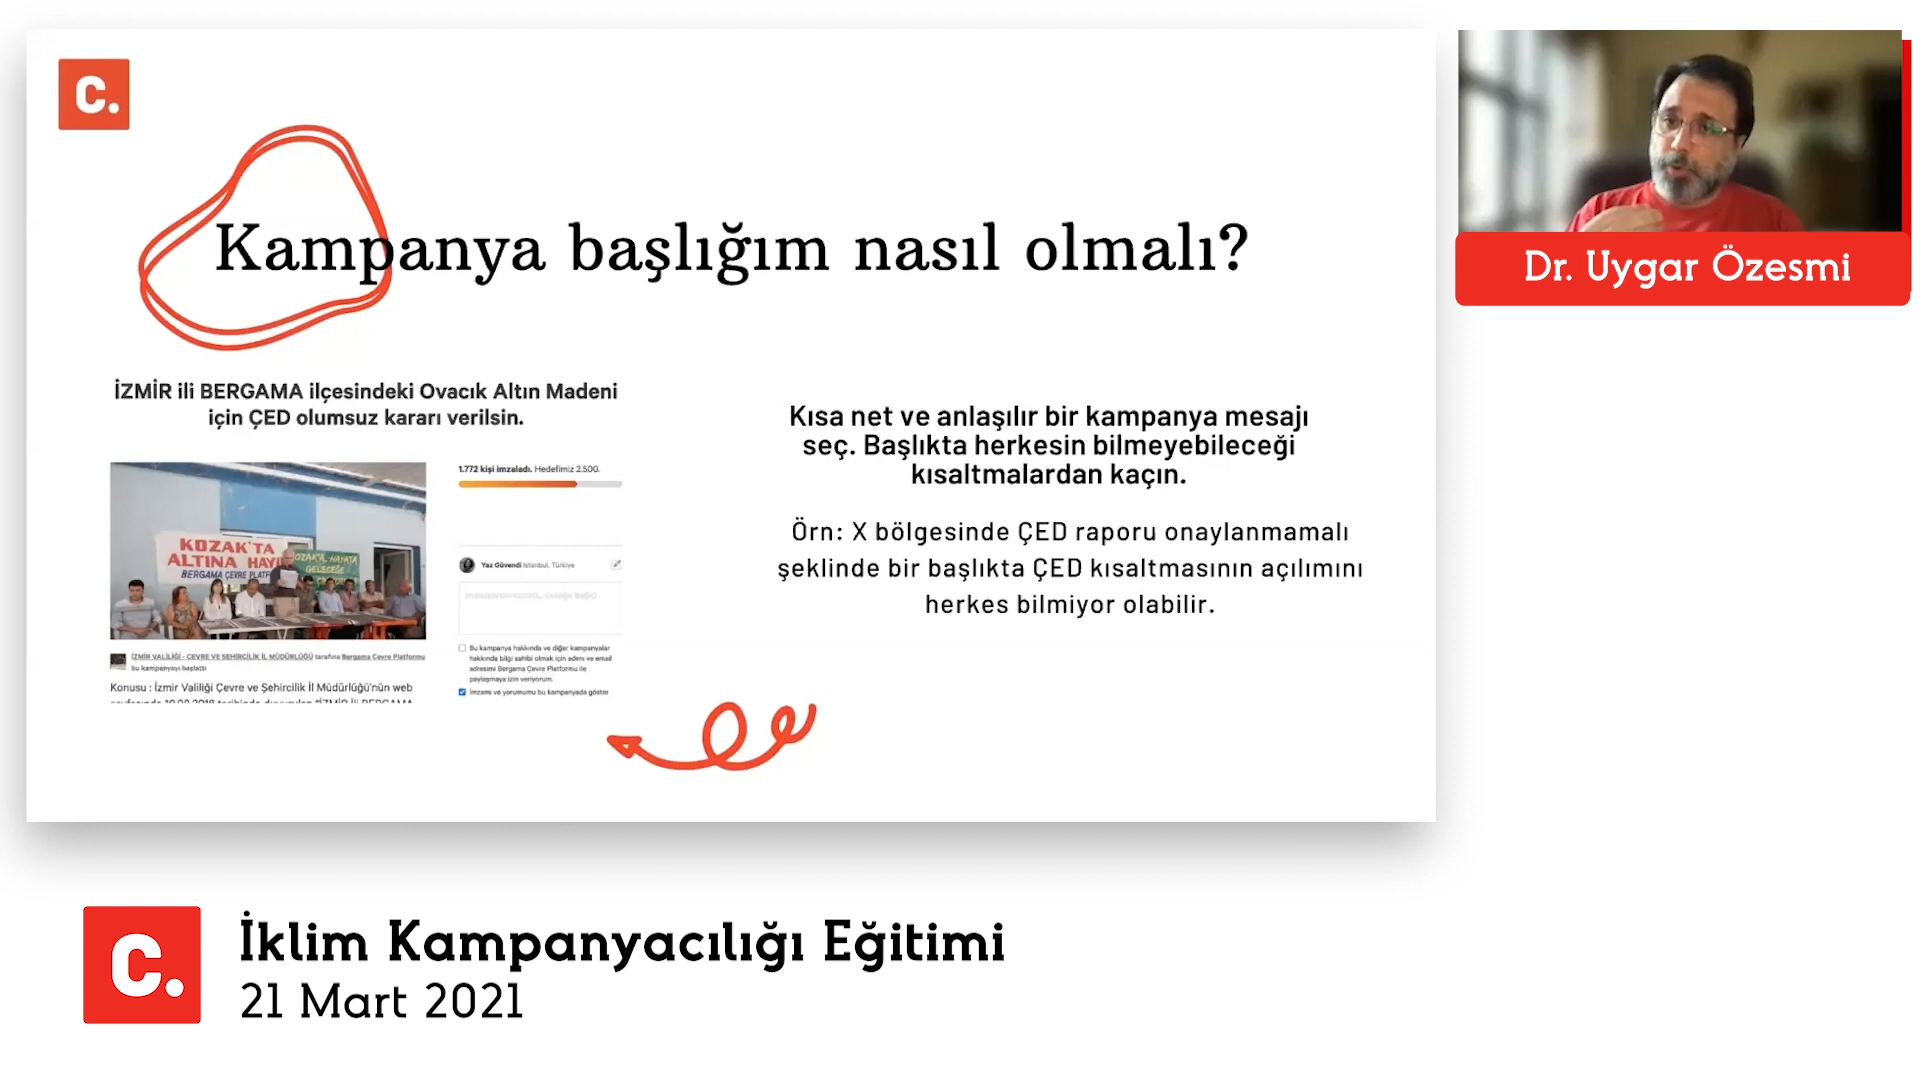 C.
Kampanya başlığım nasıl olmalı?
İZMİR ili BERGAMA ilçesindeki Ovacık Altın Madeni
için ÇED olumsuz kararı verilsin.
KOZAK'TA
ALTINA HAYI
BERGAMA ÇEVRE PLATF
OZAK'IL HAYATA
GELECEĞE
1.772 kişi imzaladı. Hedefimiz 2.500.
Yaz Güvendi İstanbul, Türkiye
Bu kampanya hakkında ve diğer kampanyalar
hakkında bilgi sahibi olmak için adımı ve email
adresimi Bergama Çevre Platformu ile
paylaşmaya izin veriyorum.
İmzamı ve yorumumu bu kampanyada göster
İZMİR VALİLİĞİ - ÇEVRE VE ŞEHİRCİLİK İL MÜDÜRLÜĞÜ tarafına Bergama Çevre Platformu
bu kampanyayı başlattı
Konusu : İzmir Valiliği Çevre ve Şehircilik İl Müdürlüğü'nün web
Kısa net ve anlaşılır bir kampanya mesajı
seç. Başlıkta herkesin bilmeyebileceği
kısaltmalardan kaçın.
Örn: X bölgesinde ÇED raporu onaylanmamalı
şeklinde bir başlıkta ÇED kısaltmasının açılımını
herkes bilmiyor olabilir.
Dr. Uygar Özesmi
C.
İklim Kampanyacılığı Eğitimi
21 Mart 2021